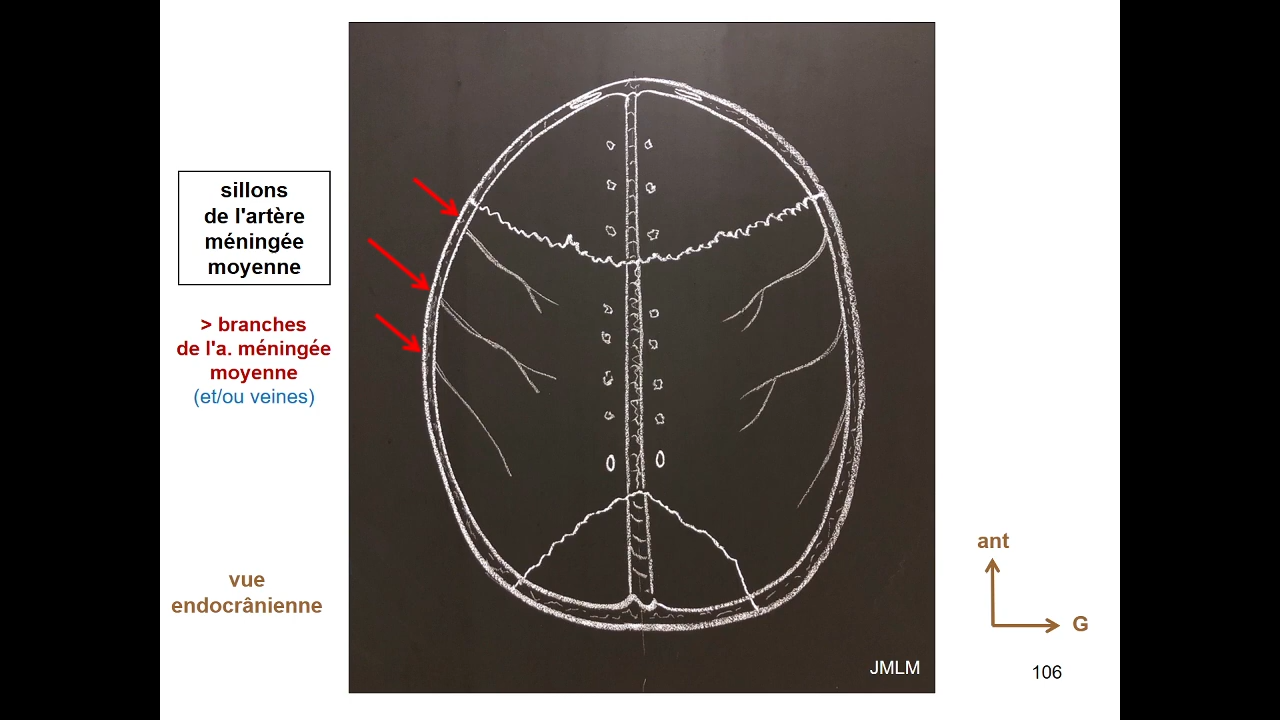 sillons
de l'artère
méningée
moyenne
> branches
de l'a. méningée
moyenne
(et/ou veines)
vue
endocrânienne
ant
G
JMLM
106